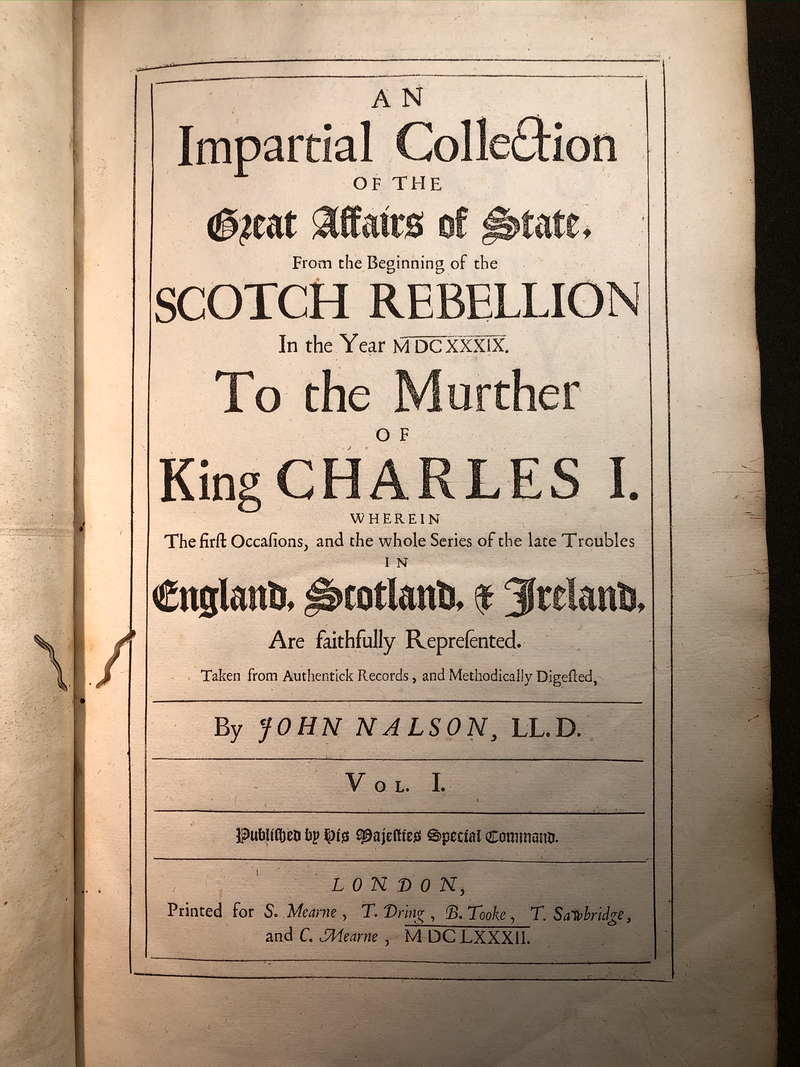 AN
Impartial Collection
OF THE
Great Affairs of State,
From the Beginning of the
SCOTCH REBELLION
In the Year MDCXXXIX.
To the Murther
OF
King CHARLES I.
WHEREIN
The firſt Occaſions, and the whole Series of the late Troubles
IN
England, Scotland, & Ireland,
Are faithfully Repreſented.
Taken from Authentick Records, and Methodically Digeſted,
By JOHN NALSON, LL.D.
VOL. I.
Publiſhed by His Majeſties Special Command.
LONDON,
Printed for S. Mearne, T. Dring, B. Tooke, T. Sawbridge,
and C. Mearne, MDCLXXXII.